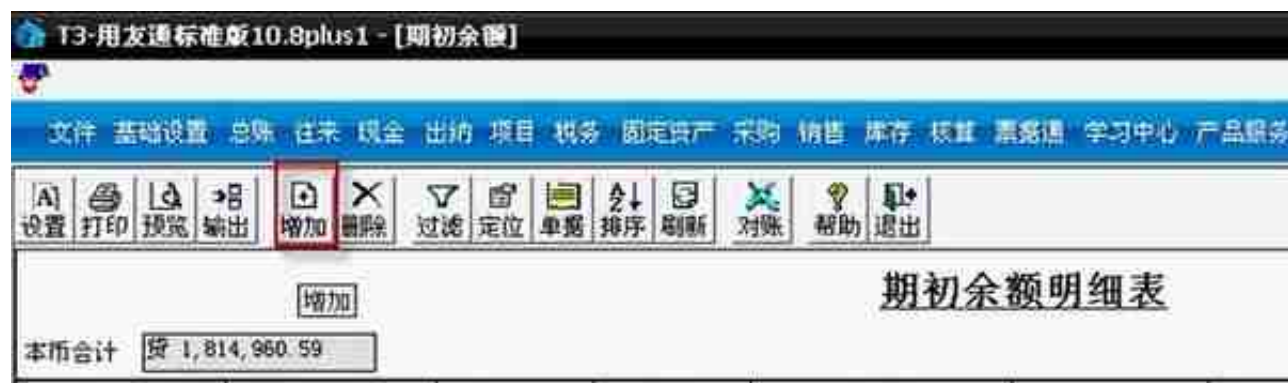 T3-用友通标准版10.8plus1 - [期初余额]
文件 基础设置 总账 往来 现金 出纳 项目 税务 固定资产 采购 销售 库存 核算 票据通 学习中心 产品服务
设置 打印 预览 输出 增加 删除 过滤 定位 单据 排序 刷新 对账 帮助 退出
期初余额明细表
增加
本币合计 贷 1,814,960.59